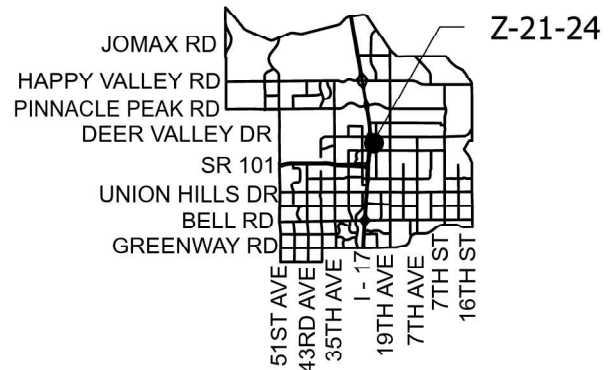 Z-21-24
JOMAX RD
HAPPY VALLEY RD
PINNACLE PEAK RD
DEER VALLEY DR
SR 101
UNION HILLS DR
BELL RD
GREENWAY RD
51ST AVE
43RD AVE
35TH AVE
I - 17
19TH AVE
7TH AVE
7TH ST
16TH ST